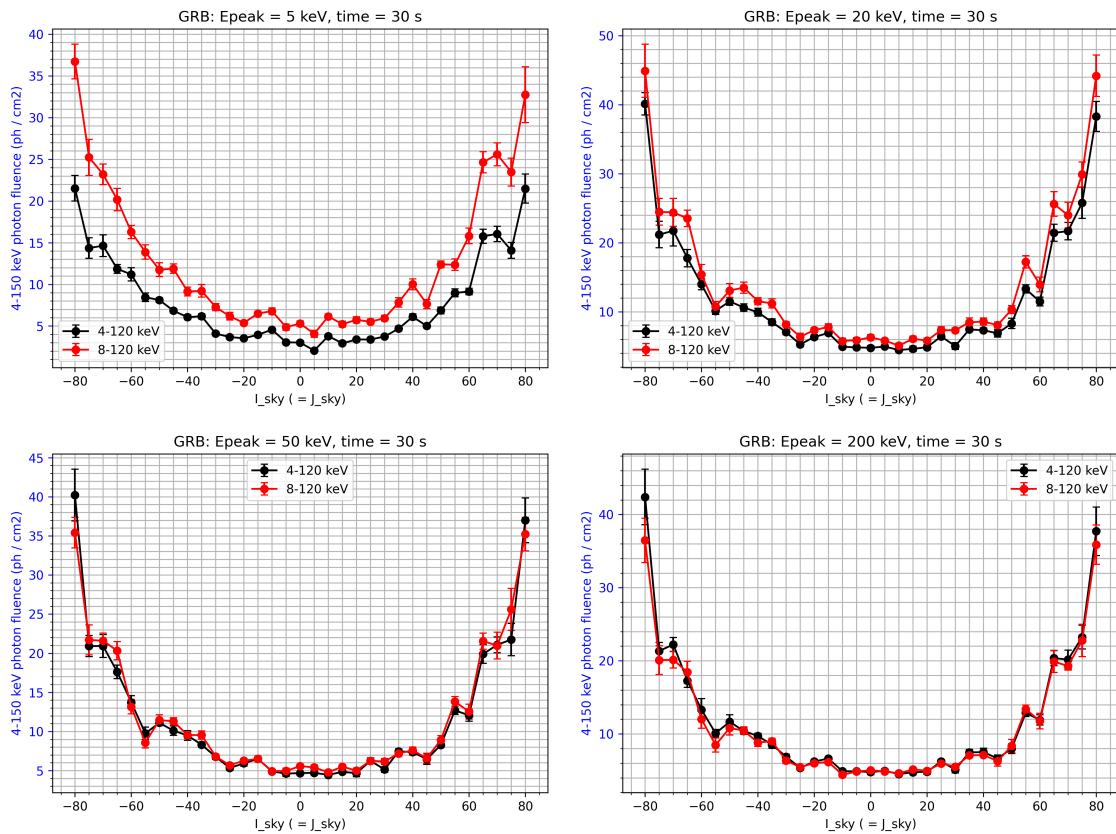 GRB: Epeak = 5 keV, time = 30 s
40
35
30
25
20
15
10
5
4-150 keV photon fluence (ph / cm2)
4-120 keV
8-120 keV
−80 −60 −40 −20 0 20 40 60 80
I_sky ( = J_sky)
GRB: Epeak = 20 keV, time = 30 s
50
40
30
20
10
4-150 keV photon fluence (ph / cm2)
4-120 keV
8-120 keV
−80 −60 −40 −20 0 20 40 60 80
I_sky ( = J_sky)
GRB: Epeak = 50 keV, time = 30 s
45
40
35
30
25
20
15
10
5
4-150 keV photon fluence (ph / cm2)
4-120 keV
8-120 keV
−80 −60 −40 −20 0 20 40 60 80
I_sky ( = J_sky)
GRB: Epeak = 200 keV, time = 30 s
40
30
20
10
4-150 keV photon fluence (ph / cm2)
4-120 keV
8-120 keV
−80 −60 −40 −20 0 20 40 60 80
I_sky ( = J_sky)